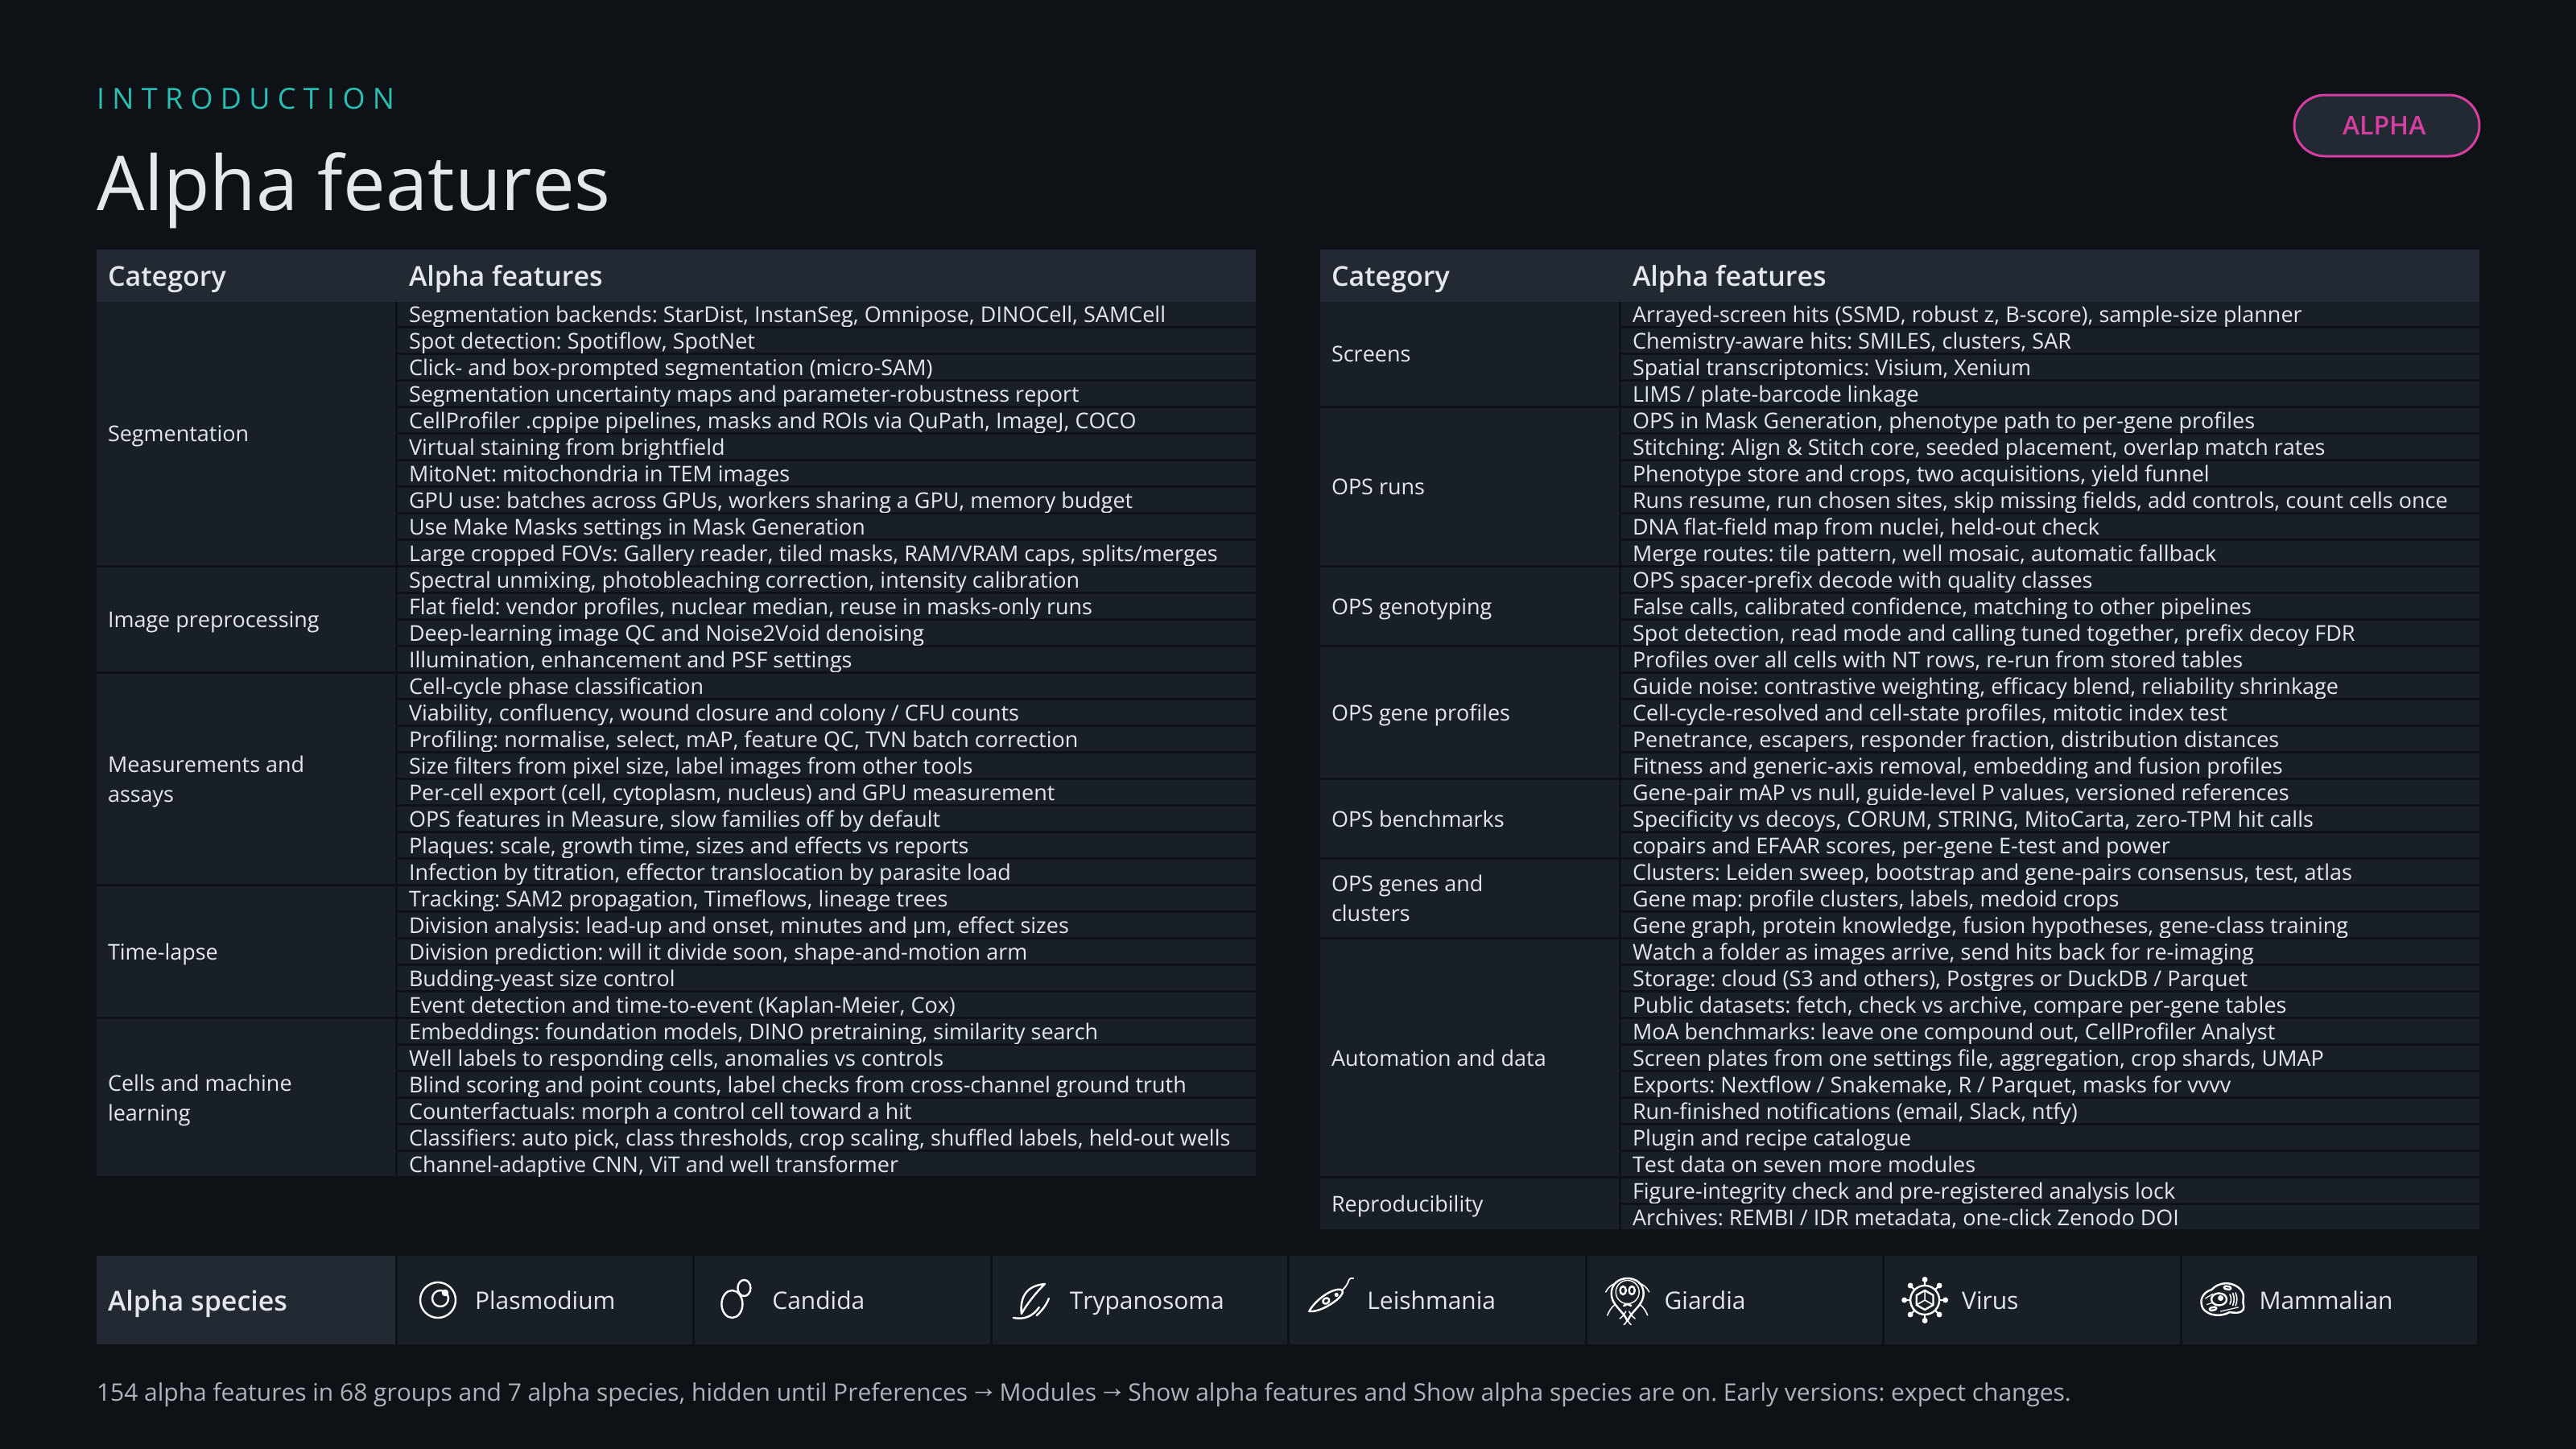 INTRODUCTION
ALPHA
Alpha features
Category
Alpha features
Segmentation
Segmentation backends: StarDist, InstanSeg, Omnipose, DINOCell, SAMCell
Spot detection: Spotiflow, SpotNet
Click- and box-prompted segmentation (micro-SAM)
Segmentation uncertainty maps and parameter-robustness report
CellProfiler .cppipe pipelines, masks and ROIs via QuPath, ImageJ, COCO
Virtual staining from brightfield
MitoNet: mitochondria in TEM images
GPU use: batches across GPUs, workers sharing a GPU, memory budget
Use Make Masks settings in Mask Generation
Large cropped FOVs: Gallery reader, tiled masks, RAM/VRAM caps, splits/merges
Image preprocessing
Spectral unmixing, photobleaching correction, intensity calibration
Flat field: vendor profiles, nuclear median, reuse in masks-only runs
Deep-learning image QC and Noise2Void denoising
Illumination, enhancement and PSF settings
Measurements and
assays
Cell-cycle phase classification
Viability, confluency, wound closure and colony / CFU counts
Profiling: normalise, select, mAP, feature QC, TVN batch correction
Size filters from pixel size, label images from other tools
Per-cell export (cell, cytoplasm, nucleus) and GPU measurement
OPS features in Measure, slow families off by default
Plaques: scale, growth time, sizes and effects vs reports
Infection by titration, effector translocation by parasite load
Time-lapse
Tracking: SAM2 propagation, Timeflows, lineage trees
Division analysis: lead-up and onset, minutes and µm, effect sizes
Division prediction: will it divide soon, shape-and-motion arm
Budding-yeast size control
Event detection and time-to-event (Kaplan-Meier, Cox)
Cells and machine
learning
Embeddings: foundation models, DINO pretraining, similarity search
Well labels to responding cells, anomalies vs controls
Blind scoring and point counts, label checks from cross-channel ground truth
Counterfactuals: morph a control cell toward a hit
Classifiers: auto pick, class thresholds, crop scaling, shuffled labels, held-out wells
Channel-adaptive CNN, ViT and well transformer
Category
Alpha features
Screens
Arrayed-screen hits (SSMD, robust z, B-score), sample-size planner
Chemistry-aware hits: SMILES, clusters, SAR
Spatial transcriptomics: Visium, Xenium
LIMS / plate-barcode linkage
OPS runs
OPS in Mask Generation, phenotype path to per-gene profiles
Stitching: Align & Stitch core, seeded placement, overlap match rates
Phenotype store and crops, two acquisitions, yield funnel
Runs resume, run chosen sites, skip missing fields, add controls, count cells once
DNA flat-field map from nuclei, held-out check
Merge routes: tile pattern, well mosaic, automatic fallback
OPS genotyping
OPS spacer-prefix decode with quality classes
False calls, calibrated confidence, matching to other pipelines
Spot detection, read mode and calling tuned together, prefix decoy FDR
OPS gene profiles
Profiles over all cells with NT rows, re-run from stored tables
Guide noise: contrastive weighting, efficacy blend, reliability shrinkage
Cell-cycle-resolved and cell-state profiles, mitotic index test
Penetrance, escapers, responder fraction, distribution distances
Fitness and generic-axis removal, embedding and fusion profiles
OPS benchmarks
Gene-pair mAP vs null, guide-level P values, versioned references
Specificity vs decoys, CORUM, STRING, MitoCarta, zero-TPM hit calls
copairs and EFAAR scores, per-gene E-test and power
OPS genes and
clusters
Clusters: Leiden sweep, bootstrap and gene-pairs consensus, test, atlas
Gene map: profile clusters, labels, medoid crops
Gene graph, protein knowledge, fusion hypotheses, gene-class training
Automation and data
Watch a folder as images arrive, send hits back for re-imaging
Storage: cloud (S3 and others), Postgres or DuckDB / Parquet
Public datasets: fetch, check vs archive, compare per-gene tables
MoA benchmarks: leave one compound out, CellProfiler Analyst
Screen plates from one settings file, aggregation, crop shards, UMAP
Exports: Nextflow / Snakemake, R / Parquet, masks for vvvv
Run-finished notifications (email, Slack, ntfy)
Plugin and recipe catalogue
Test data on seven more modules
Reproducibility
Figure-integrity check and pre-registered analysis lock
Archives: REMBI / IDR metadata, one-click Zenodo DOI
Alpha species
Plasmodium
Candida
Trypanosoma
Leishmania
Giardia
Virus
Mammalian
154 alpha features in 68 groups and 7 alpha species, hidden until Preferences → Modules → Show alpha features and Show alpha species are on. Early versions: expect changes.